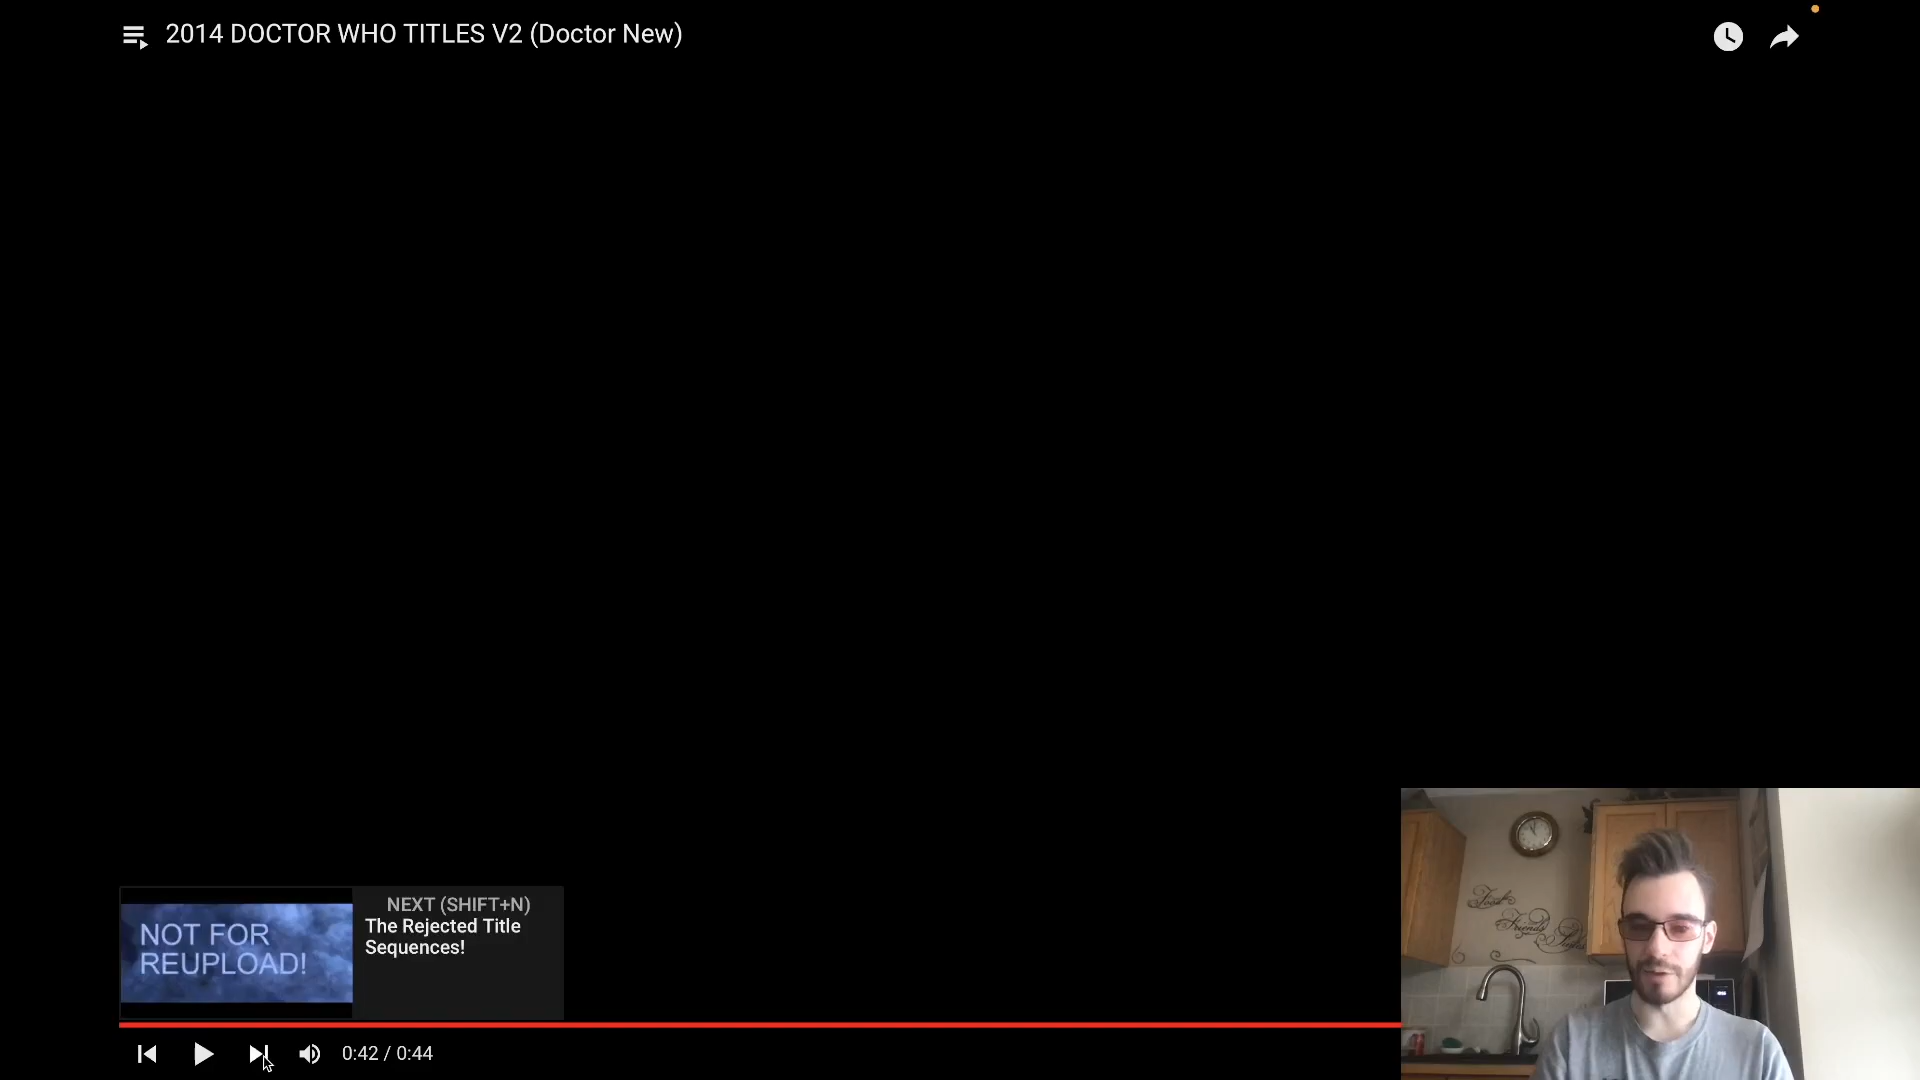 2014 DOCTOR WHO TITLES V2 (Doctor New)
NOT FOR
REUPLOAD!
NEXT (SHIFT+N)
The Rejected Title
Sequences!
0:42 / 0:44
Friends